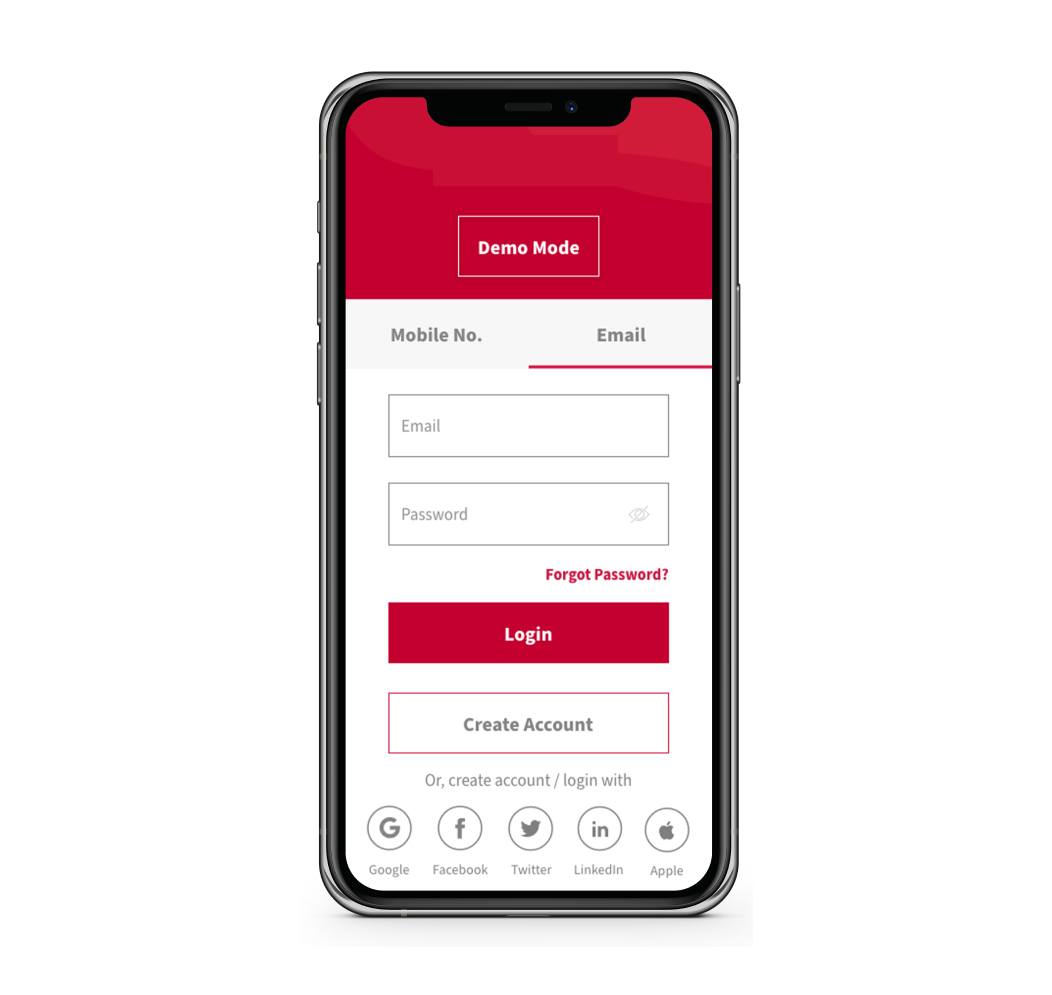 Demo Mode
Mobile No. Email
Email
Password
Forgot Password?
Login
Create Account
Or, create account / login with
Google Facebook Twitter LinkedIn Apple